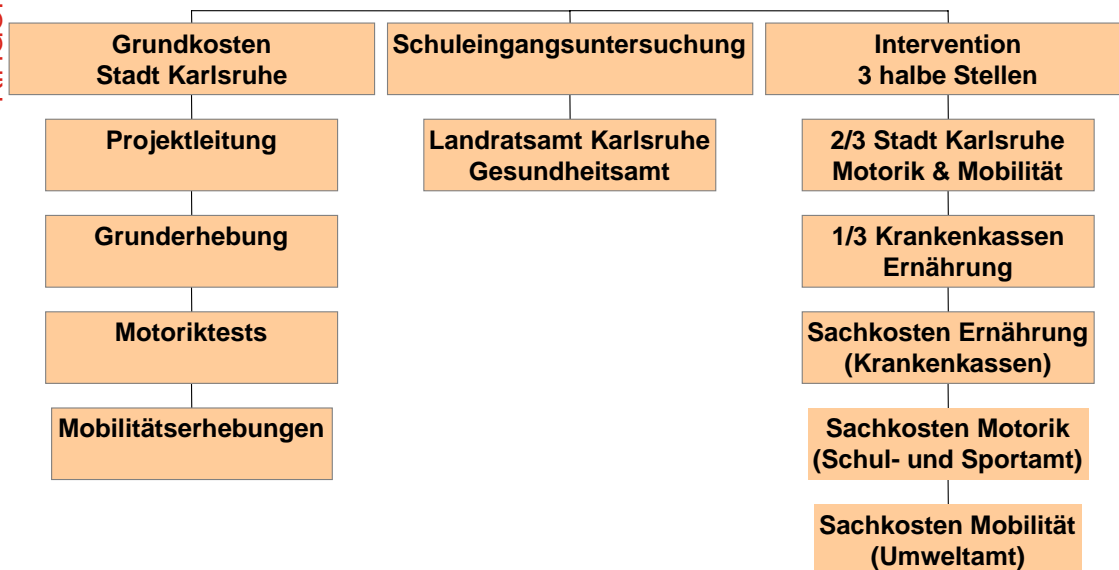 Grundkosten
Stadt Karlsruhe
Projektleitung
Grunderhebung
Motoriktests
Mobilitätserhebungen
Schuleingangsuntersuchung
Landratsamt Karlsruhe
Gesundheitsamt
Intervention
3 halbe Stellen
2/3 Stadt Karlsruhe
Motorik & Mobilität
1/3 Krankenkassen
Ernährung
Sachkosten Ernährung
(Krankenkassen)
Sachkosten Motorik
(Schul- und Sportamt)
Sachkosten Mobilität
(Umweltamt)